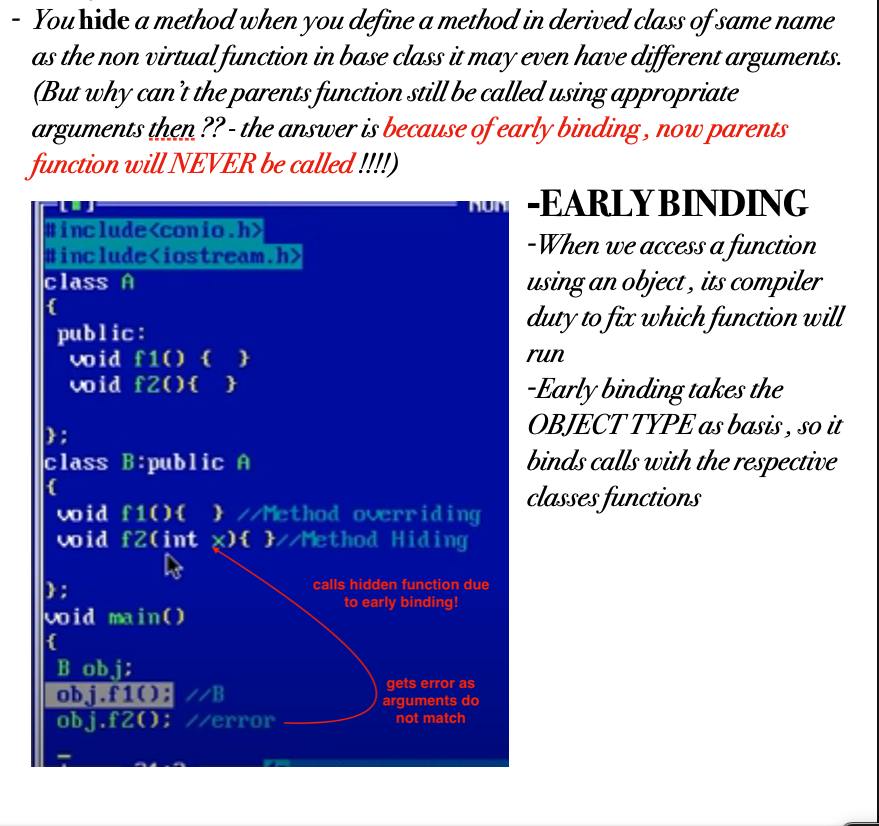 - You hide a method when you define a method in derived class of same name
as the non virtual function in base class it may even have different arguments.
(But why can't the parents function still be called using appropriate
arguments then ?? - the answer is because of early binding , now parents
function will NEVER be called !!!!)
-EARLY BINDING
-When we access a function
using an object , its compiler
duty to fix which function will
run
-Early binding takes the
OBJECT TYPE as basis , so it
binds calls with the respective
classes functions
#include<conio.h>
#include<iostream.h>
class A
{
public:
void f1() { }
void f2(){ }
};
class B:public A
{
void f1(){ } //Method overriding
void f2(int x){ }//Method Hiding
};
calls hidden function due
to early binding!
void main()
{
B obj;
obj.f1(); //B
obj.f2(); //error
gets error as
arguments do
not match